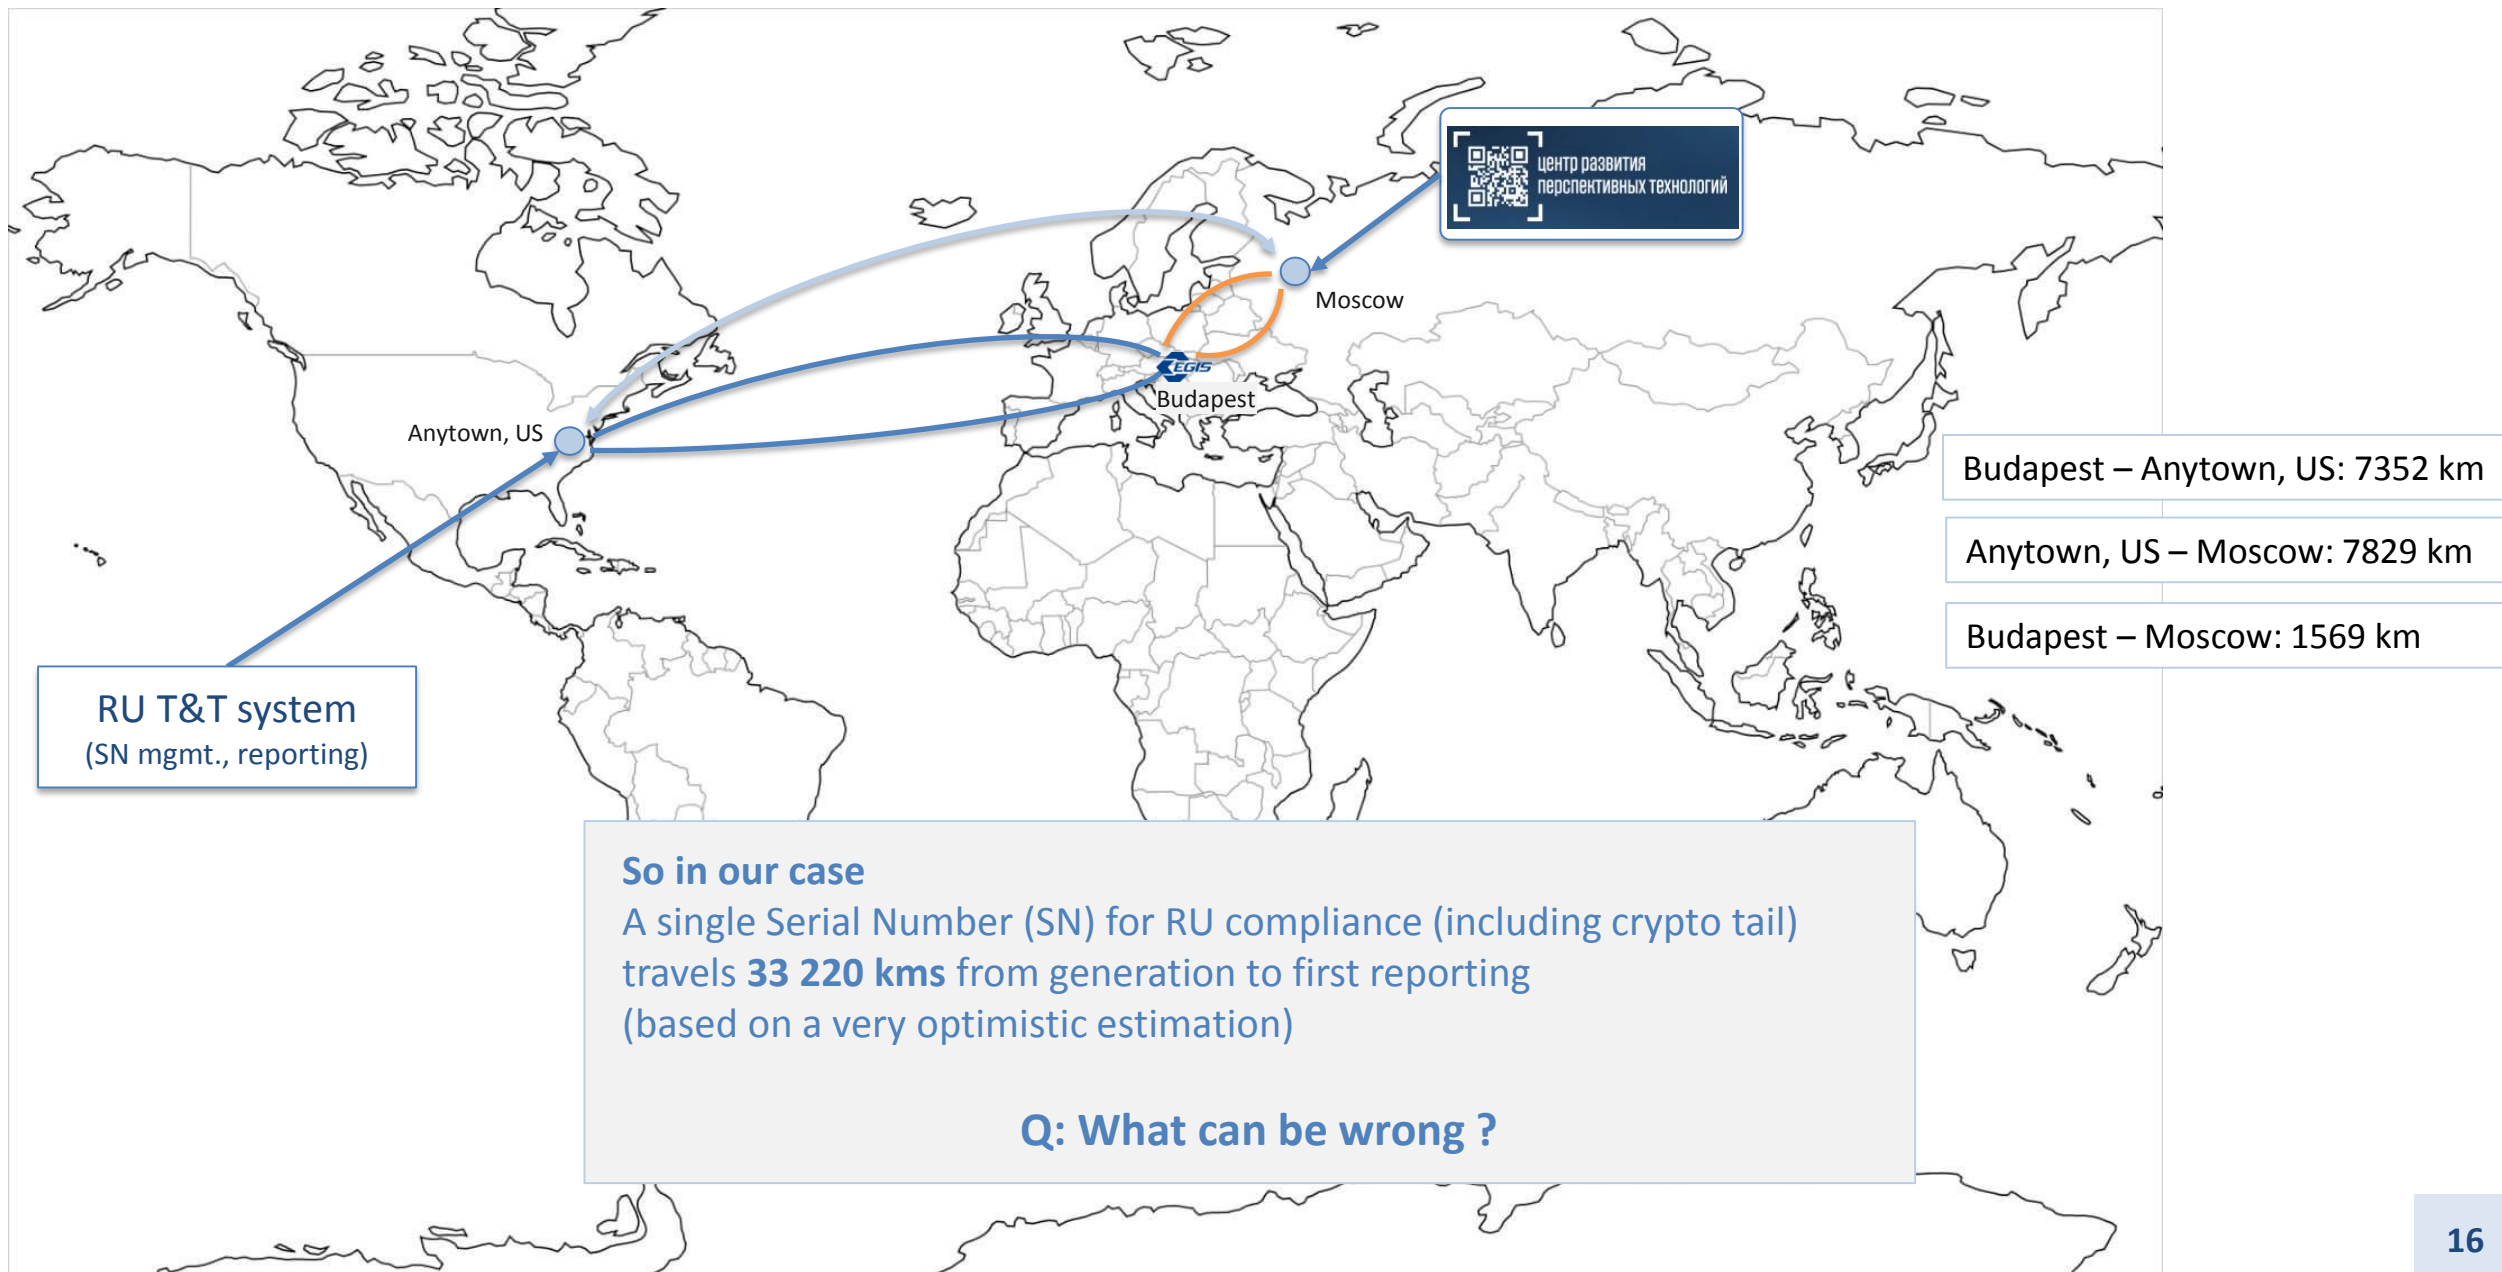 центр развития
перспективных технологий
Moscow
EGIS
Budapest
Anytown, US
Budapest – Anytown, US: 7352 km
Anytown, US – Moscow: 7829 km
Budapest – Moscow: 1569 km
RU T&T system
(SN mgmt., reporting)
So in our case
A single Serial Number (SN) for RU compliance (including crypto tail)
travels 33 220 kms from generation to first reporting
(based on a very optimistic estimation)
Q: What can be wrong ?
16